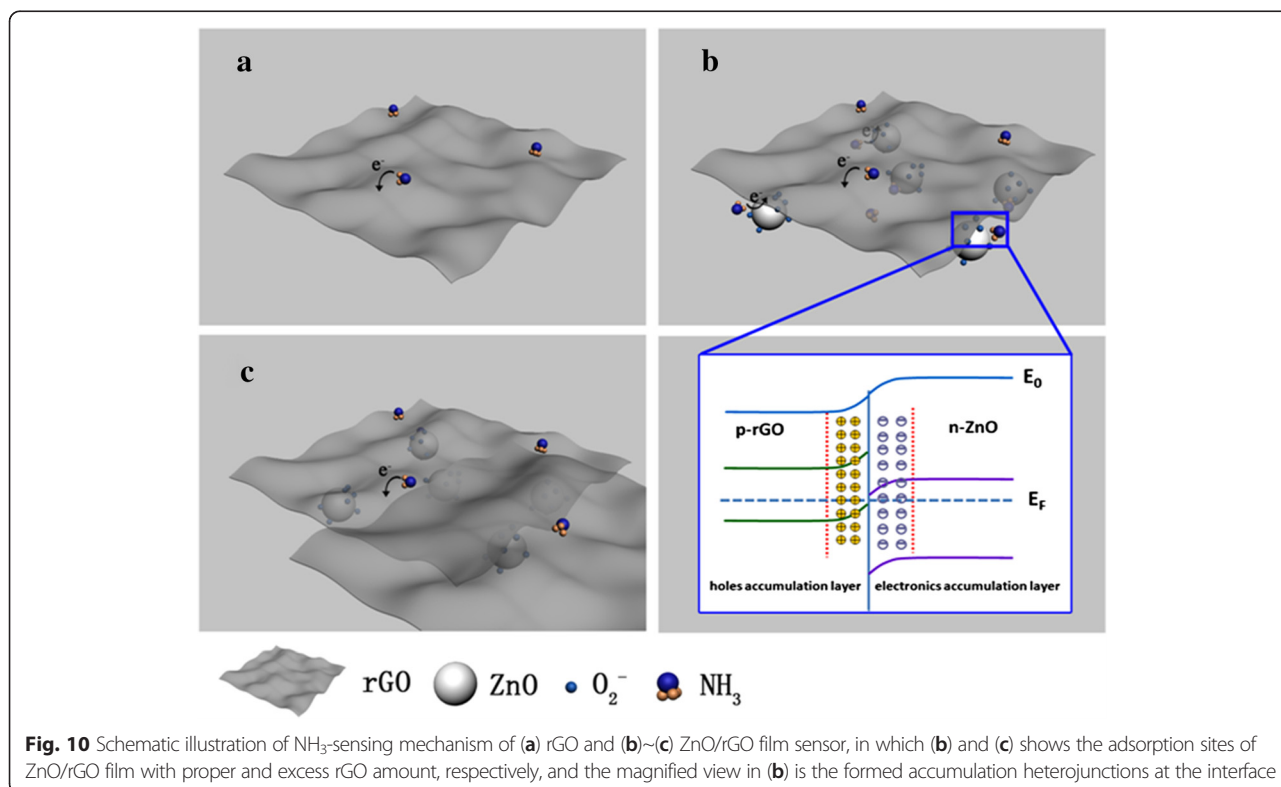 a
b
e⁻
e⁻
e⁻
e⁻
c
e⁻
E₀
p-rGO
n-ZnO
E_F
holes accumulation layer
electronics accumulation layer
rGO
ZnO
O₂⁻
NH₃
Fig. 10 Schematic illustration of NH₃-sensing mechanism of (a) rGO and (b)~(c) ZnO/rGO film sensor, in which (b) and (c) shows the adsorption sites of
ZnO/rGO film with proper and excess rGO amount, respectively, and the magnified view in (b) is the formed accumulation heterojunctions at the interface